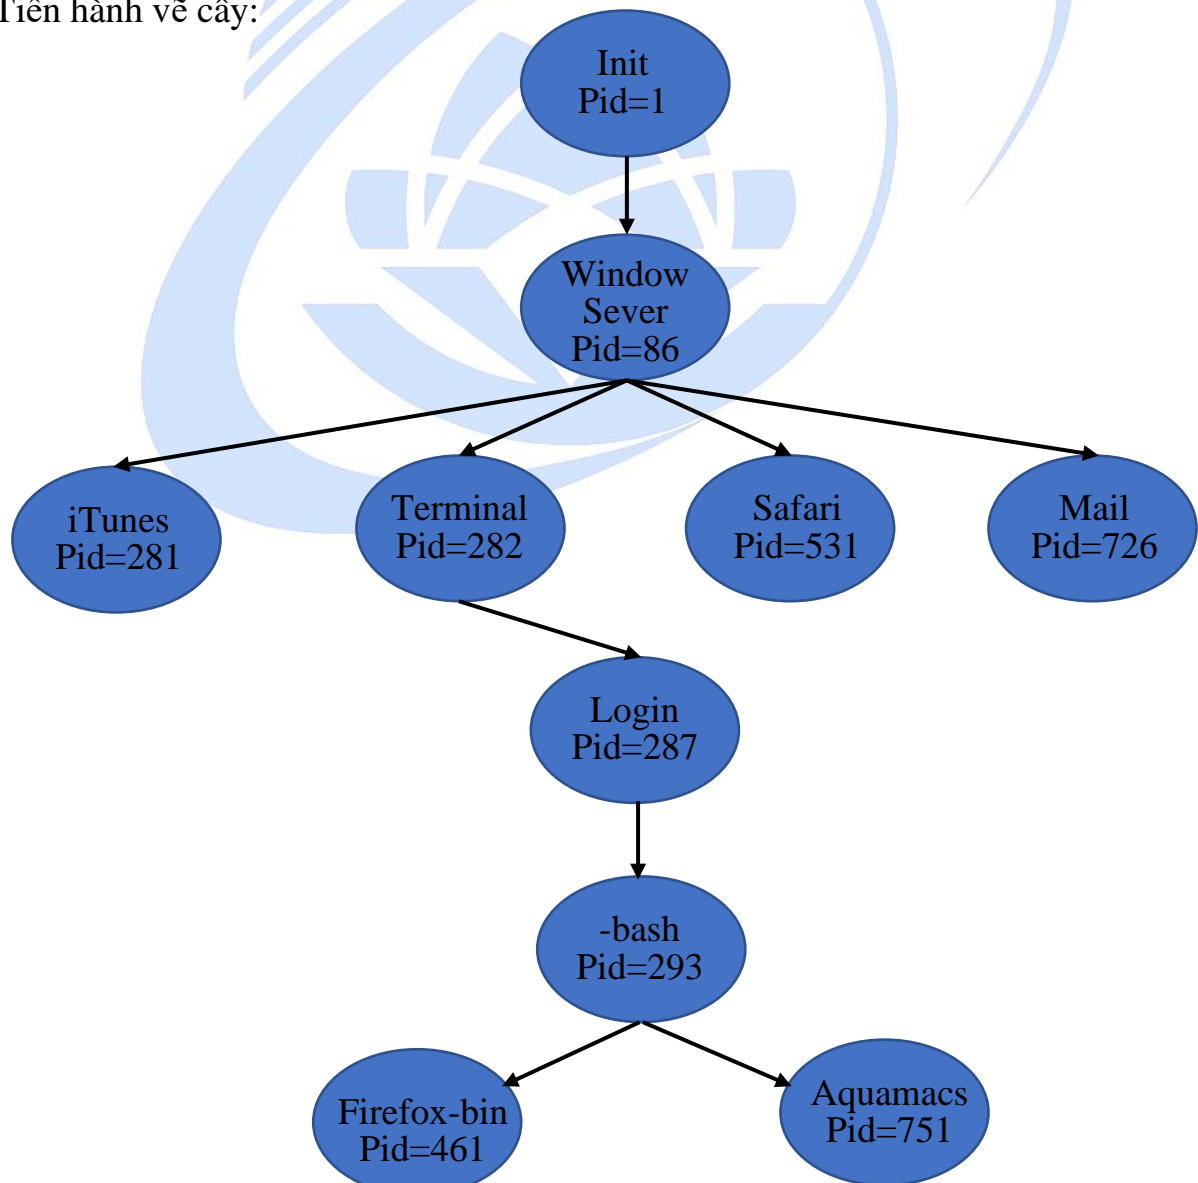 Tiến hành vẽ cây:
Init
Pid=1
Window
Sever
Pid=86
iTunes
Pid=281
Terminal
Pid=282
Safari
Pid=531
Mail
Pid=726
Login
Pid=287
-bash
Pid=293
Firefox-bin
Pid=461
Aquamacs
Pid=751